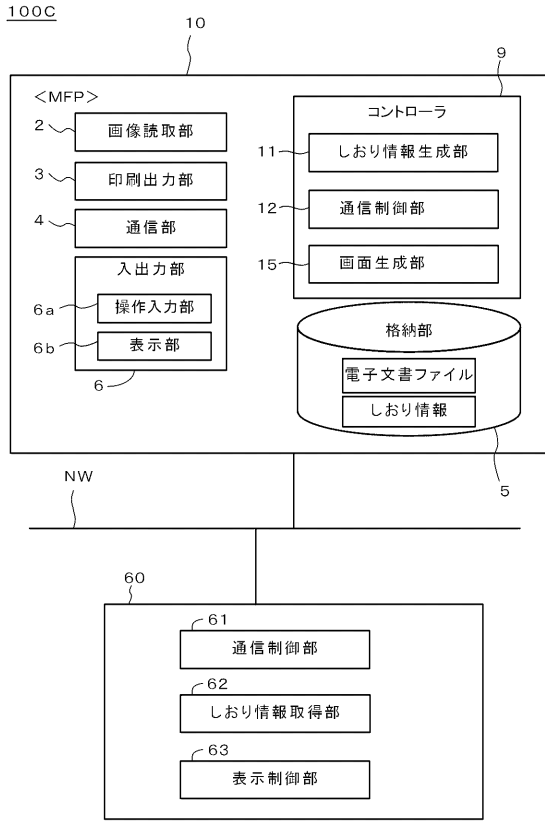 100C
10
<MFP>
2
画像読取部
3
印刷出力部
4
通信部
入出力部
6a
操作入力部
6b
表示部
6
9
コントローラ
11
しおり情報生成部
12
通信制御部
15
画面生成部
格納部
電子文書ファイル
しおり情報
5
NW
60
61
通信制御部
62
しおり情報取得部
63
表示制御部